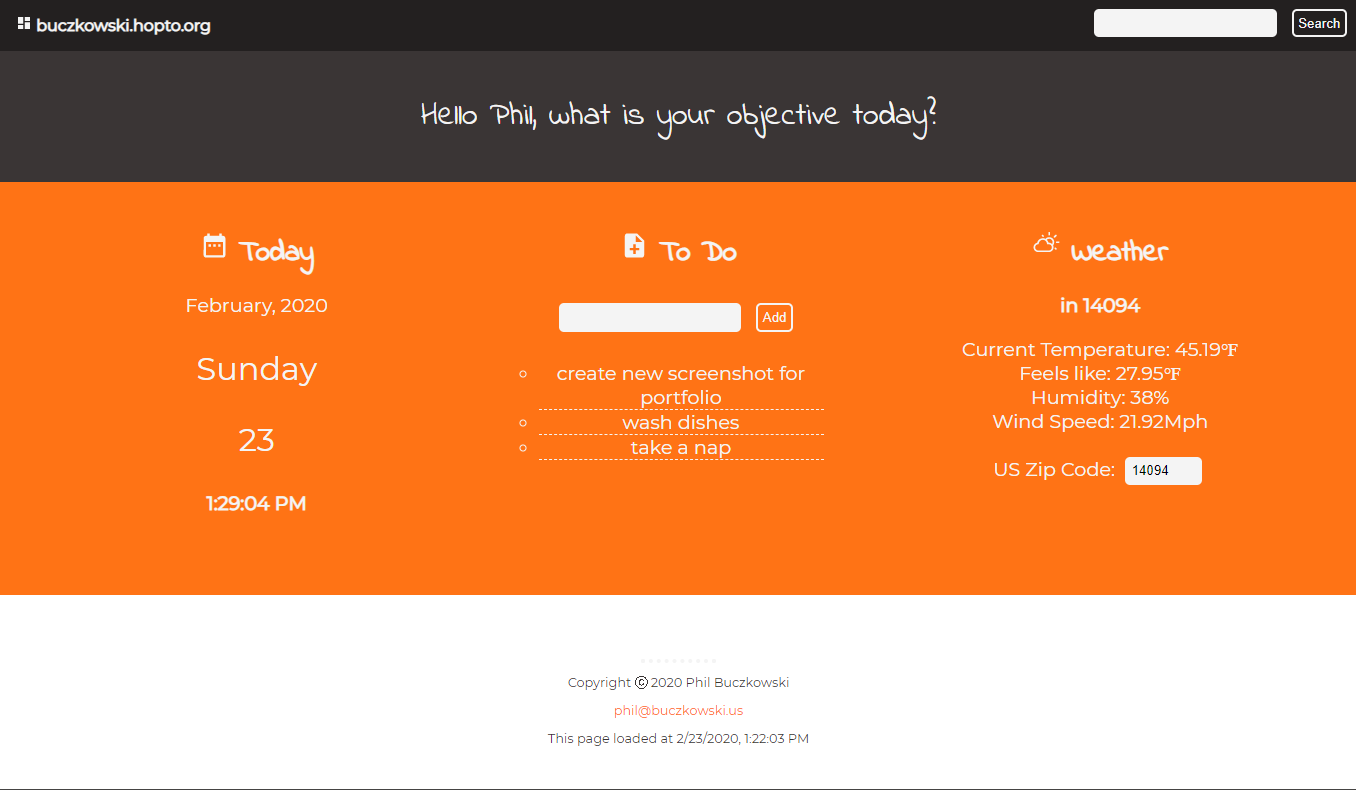 buczkowski.hopto.org
Search
Hello Phil, what is your objective today?
Today
February, 2020
Sunday
23
1:29:04 PM
To Do
Add
create new screenshot for
portfolio
wash dishes
take a nap
weather
in 14094
Current Temperature: 45.19°F
Feels like: 27.95°F
Humidity: 38%
Wind Speed: 21.92Mph
US Zip Code: 14094
Copyright © 2020 Phil Buczkowski
phil@buczkowski.us
This page loaded at 2/23/2020, 1:22:03 PM